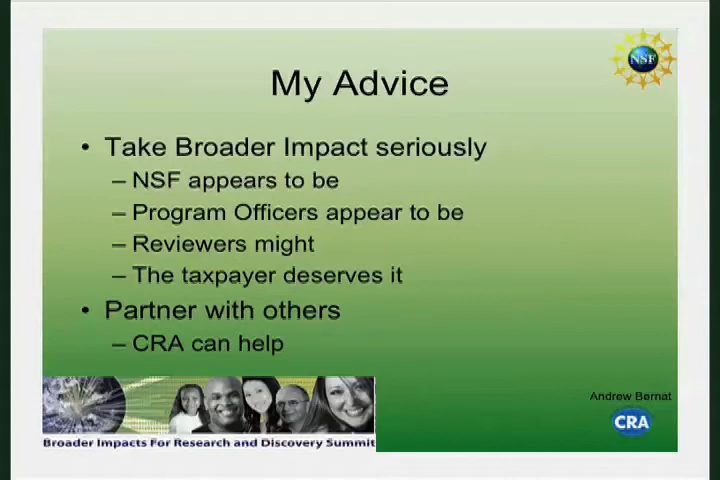 NSF
My Advice
• Take Broader Impact seriously
– NSF appears to be
– Program Officers appear to be
– Reviewers might
– The taxpayer deserves it
• Partner with others
– CRA can help
Andrew Bernat
CRA
Broader Impacts For Research and Discovery Summit